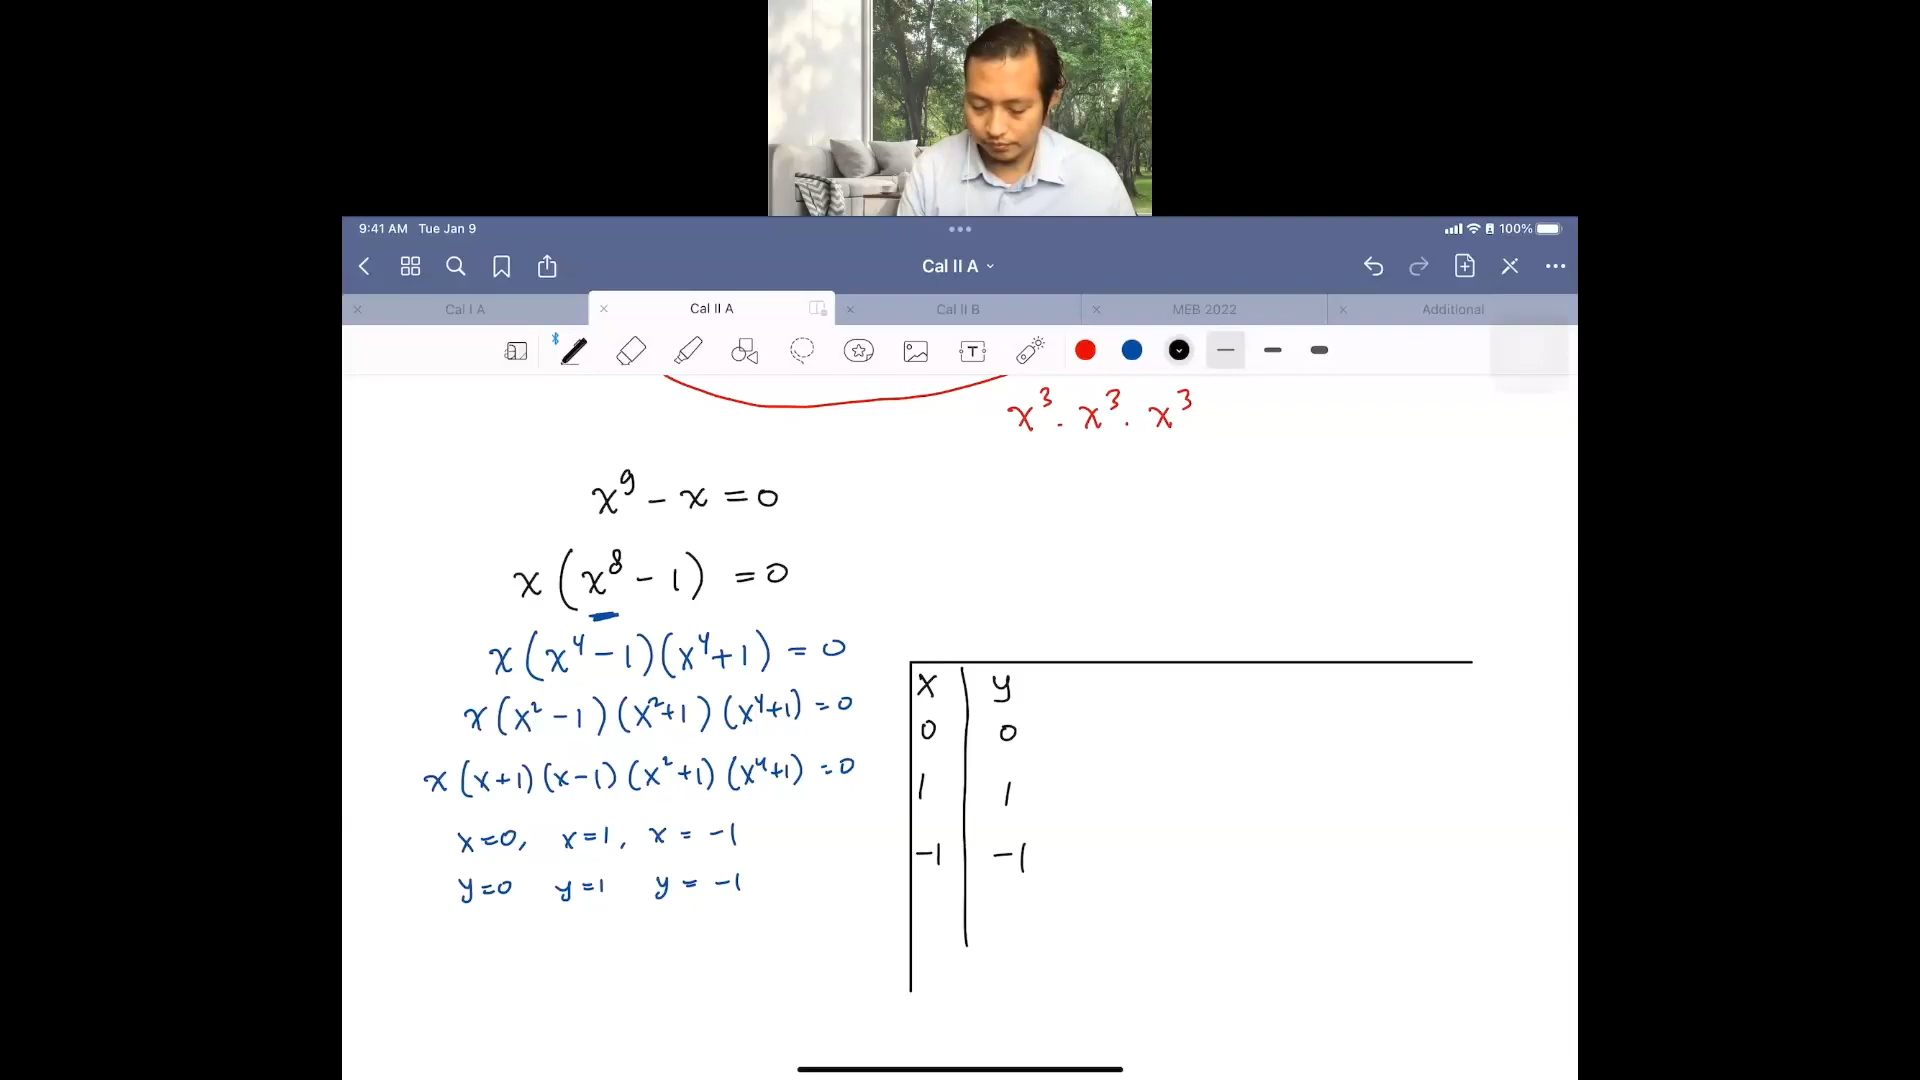 9:41 AM Tue Jan 9
100%
Cal II A
Cal I A
Cal II A
Cal II B
MEB 2022
Additional
x³ · x³ · x³
x⁹ - x = 0
x (x⁸ - 1) = 0
x (x⁴ - 1)(x⁴ + 1) = 0
x (x² - 1)(x² + 1)(x⁴ + 1) = 0
x (x + 1)(x - 1)(x² + 1)(x⁴ + 1) = 0
x = 0, x = 1, x = -1
y = 0 y = 1 y = -1
x y
0 0
1 1
-1 -1